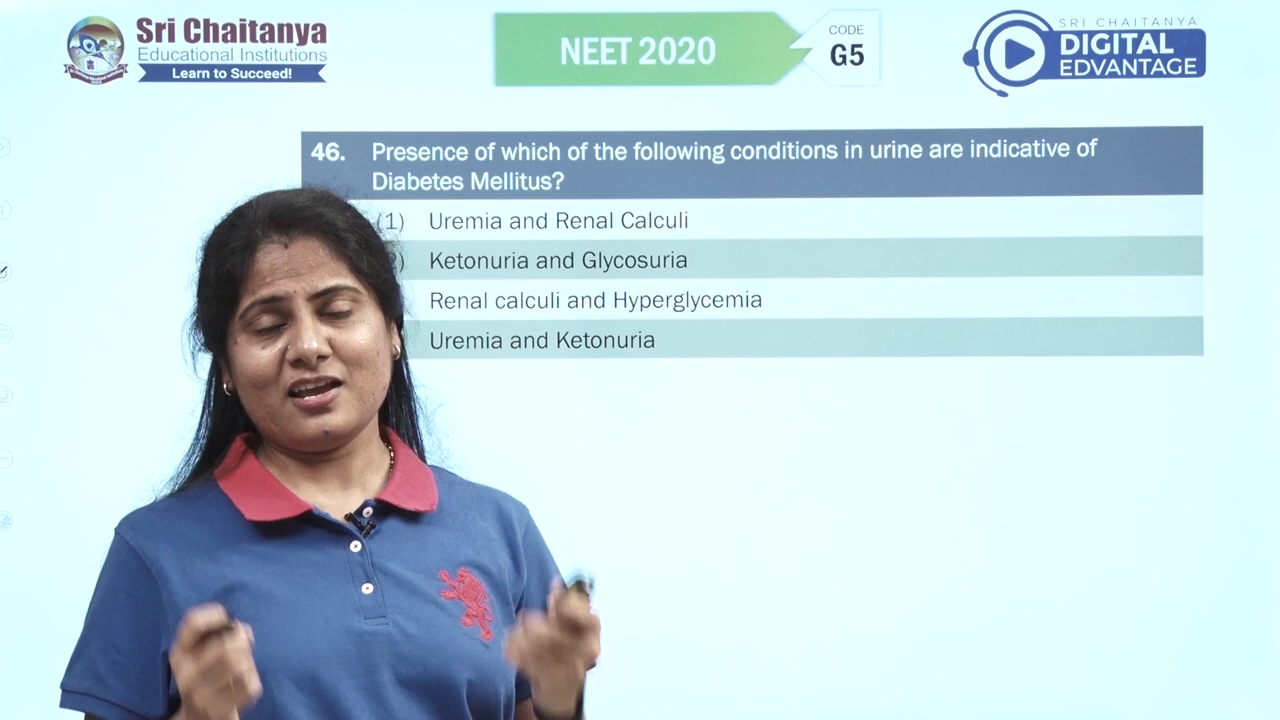 Sri Chaitanya
Educational Institutions
Learn to Succeed!
NEET 2020
CODE
G5
SRI CHAITANYA
DIGITAL
EDVANTAGE
46. Presence of which of the following conditions in urine are indicative of
Diabetes Mellitus?
(1) Uremia and Renal Calculi
Ketonuria and Glycosuria
Renal calculi and Hyperglycemia
Uremia and Ketonuria